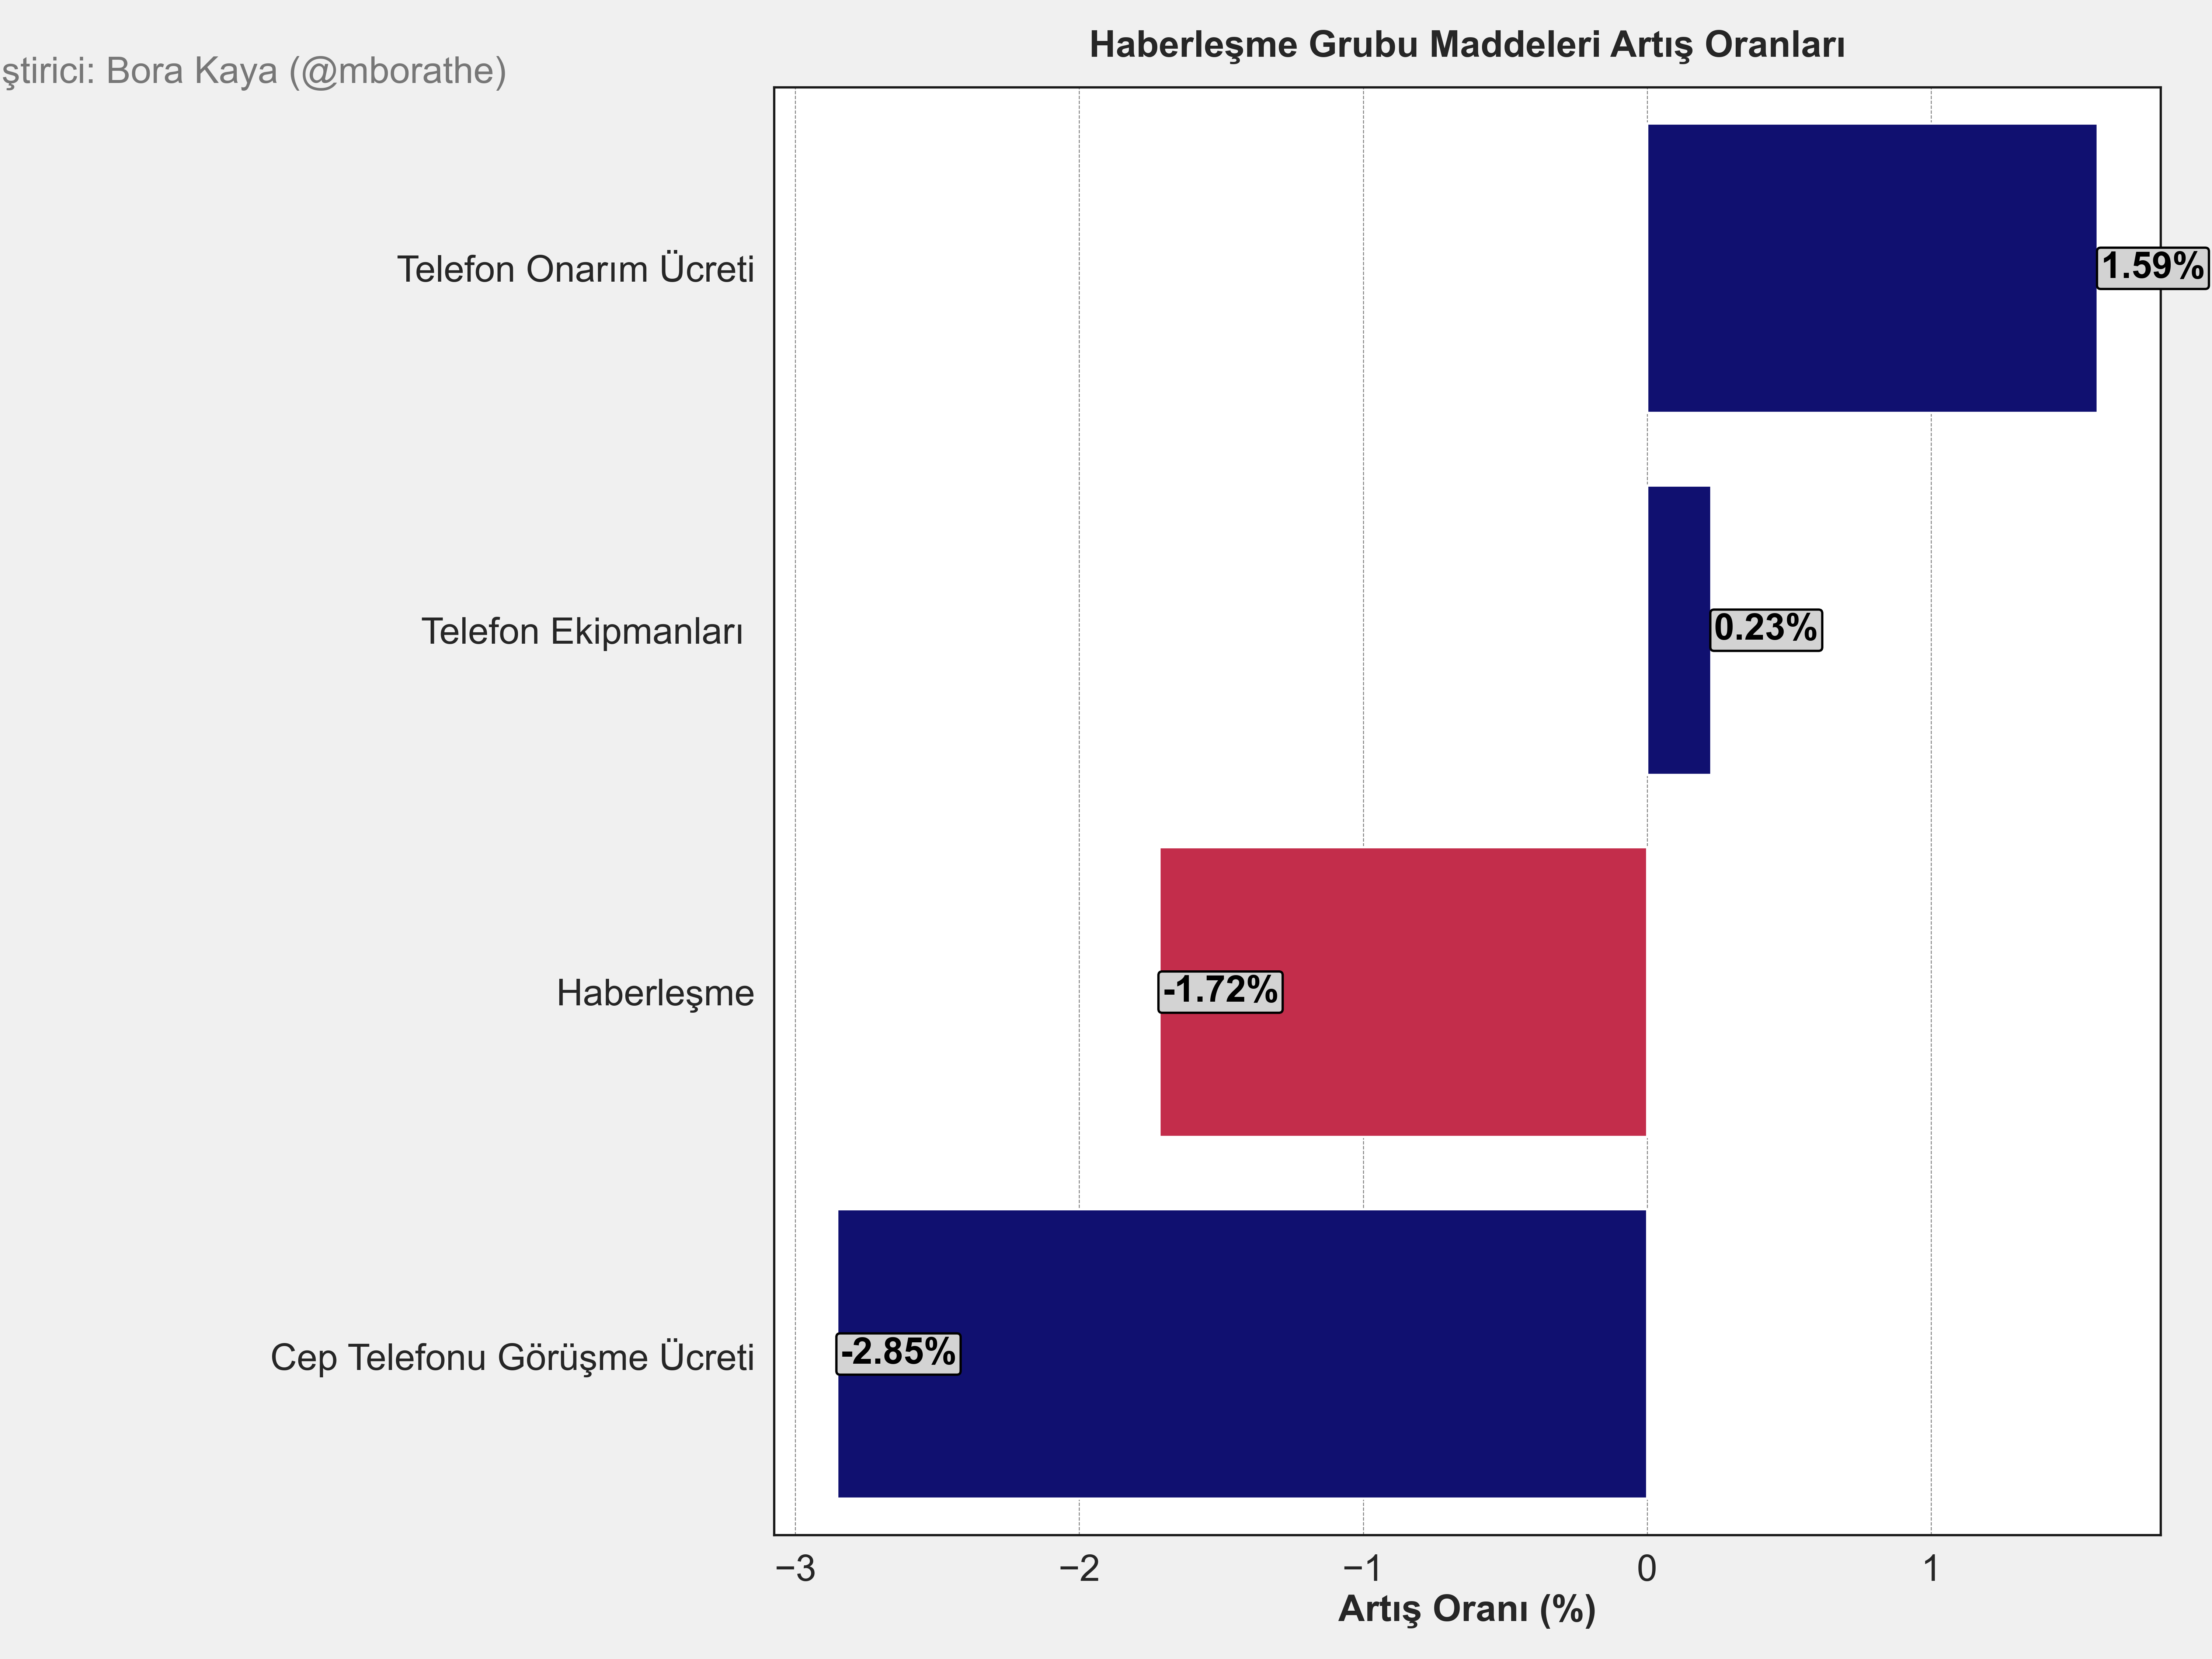 Haberleşme Grubu Maddeleri Artış Oranları
ştirici: Bora Kaya (@mborathe)
Telefon Onarım Ücreti
1.59%
Telefon Ekipmanları
0.23%
Haberleşme
-1.72%
Cep Telefonu Görüşme Ücreti
-2.85%
−3 −2 −1 0 1
Artış Oranı (%)